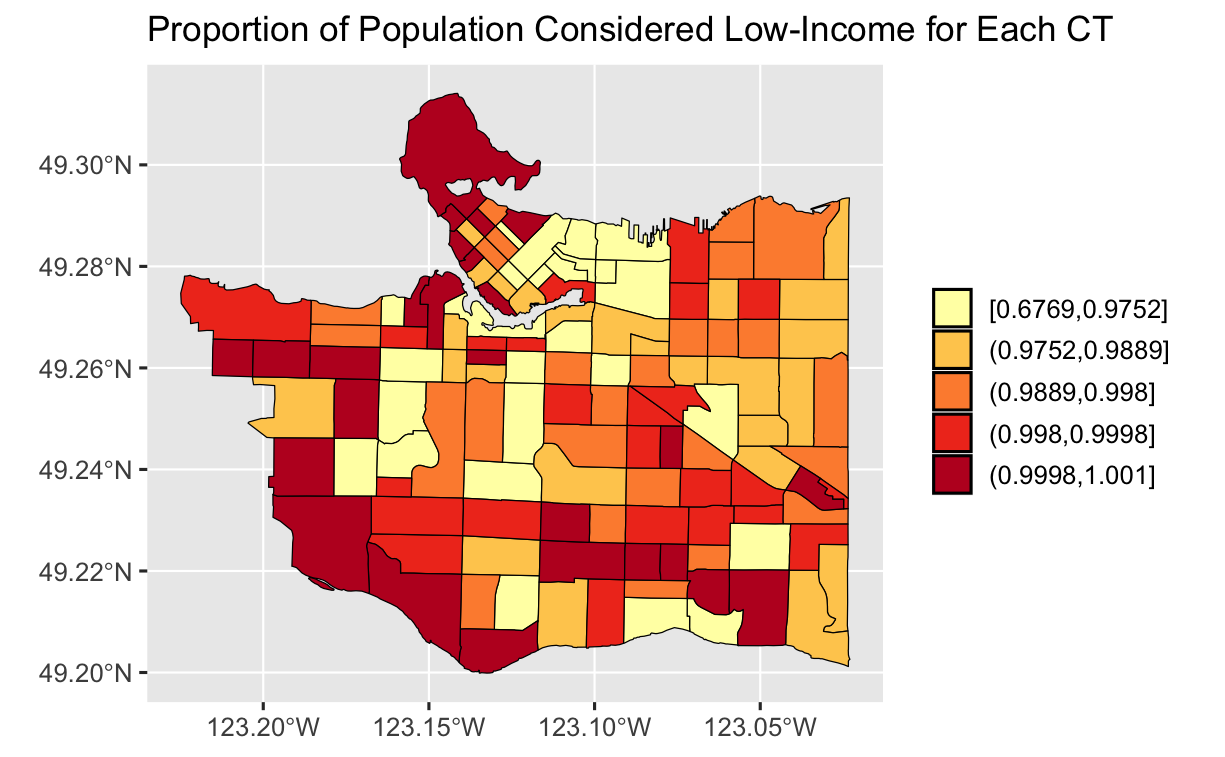 Proportion of Population Considered Low-Income for Each CT
49.30°N
49.28°N
49.26°N
49.24°N
49.22°N
49.20°N
123.20°W
123.15°W
123.10°W
123.05°W
[0.6769,0.9752]
(0.9752,0.9889]
(0.9889,0.998]
(0.998,0.9998]
(0.9998,1.001]